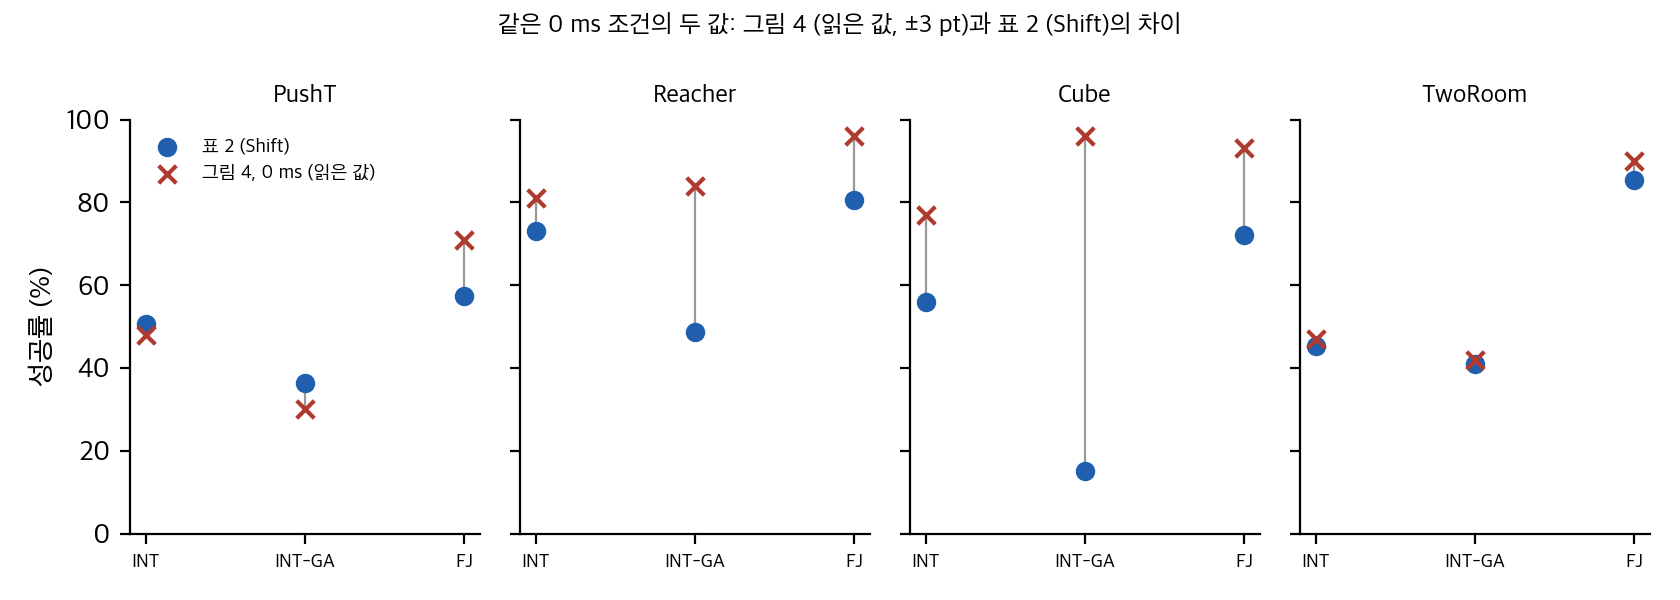 같은 0 ms 조건의 두 값: 그림 4 (읽은 값, ±3 pt)과 표 2 (Shift)의 차이
PushT
Reacher
Cube
TwoRoom
성공률 (%)
100
80
60
40
20
0
표 2 (Shift)
그림 4, 0 ms (읽은 값)
INT
INT-GA
FJ
INT
INT-GA
FJ
INT
INT-GA
FJ
INT
INT-GA
FJ